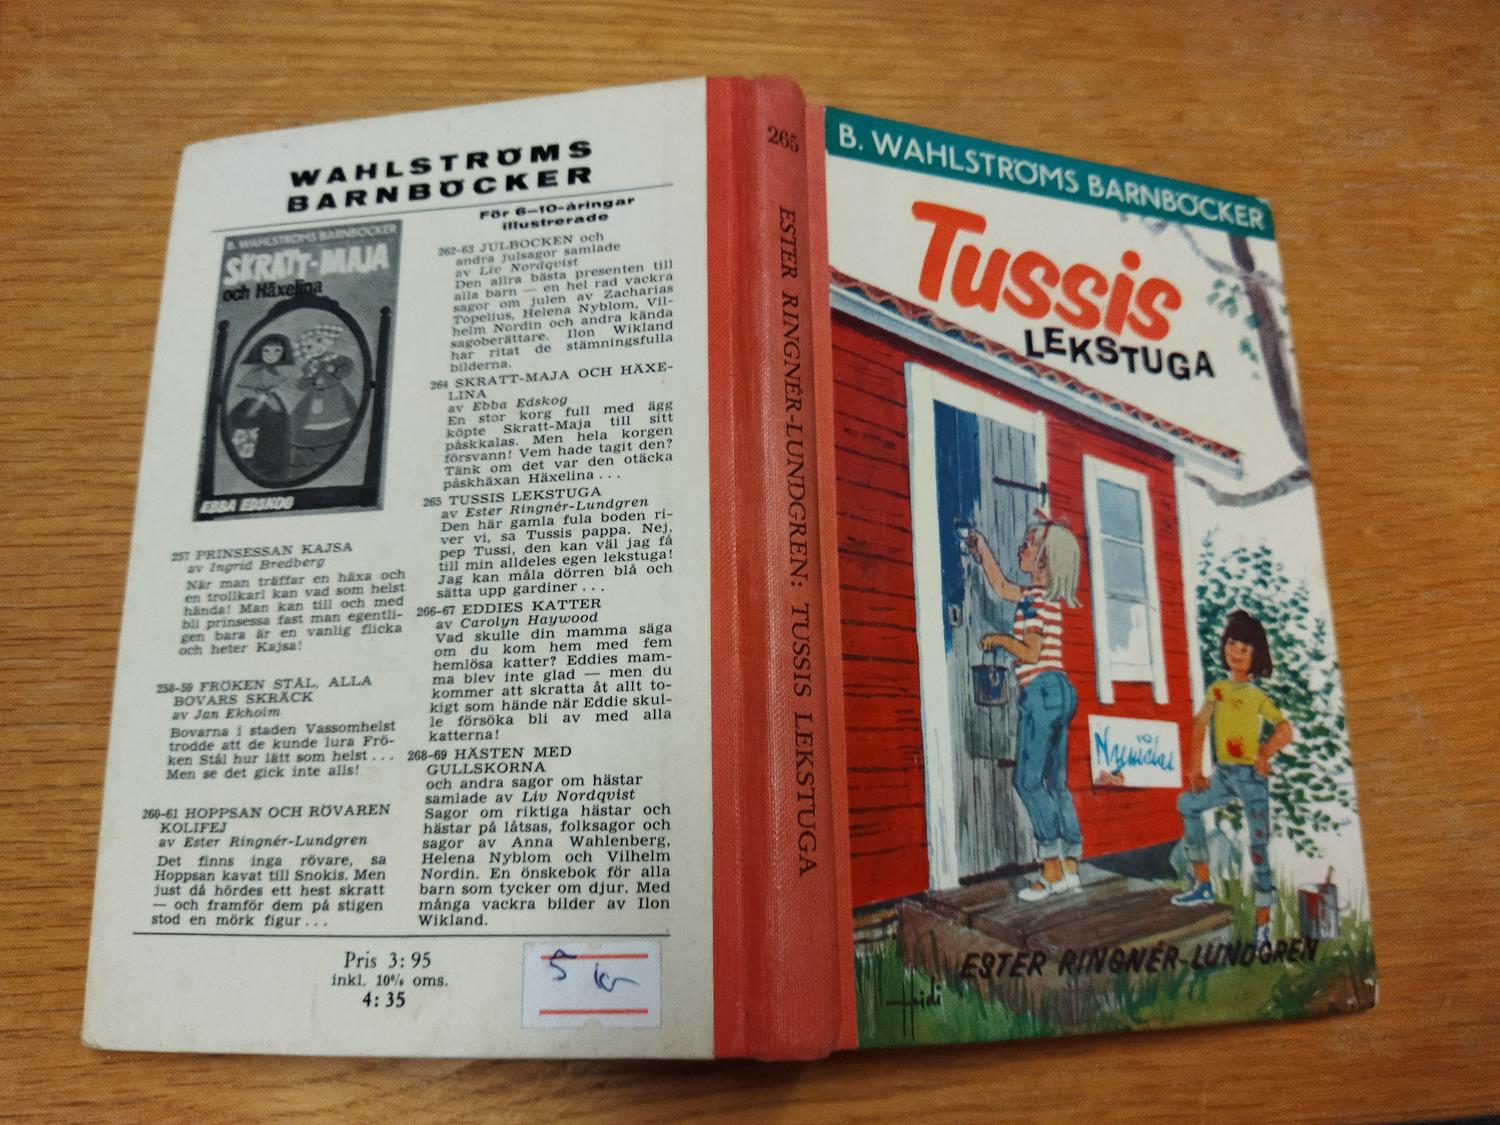 WAHLSTRÖMS
BARNBÖCKER
För 6–10-åringar
illustrerade
B. WAHLSTRÖMS BARNBÖCKER
SKRATT-MAJA
och Häxelina
EBBA EDSKOG
257 PRINSESSAN KAJSA
av Ingrid Bredberg
När man träffar en häxa och
en trollkarl kan vad som helst
hända! Man kan till och med
bli prinsessa fast man egentli-
gen bara är en vanlig flicka
och heter Kajsa!
258-59 FRÖKEN STÅL, ALLA
BOVARS SKRÄCK
av Jan Ekholm
Bovarna i staden Vassomhelst
trodde att de kunde lura Frö-
ken Stål hur lätt som helst...
Men se det gick inte alls!
260-61 HOPPSAN OCH RÖVAREN
KOLIFEJ
av Ester Ringnér-Lundgren
Det finns inga rövare, sa
Hoppsan kavat till Snokis. Men
just då hördes ett hest skratt
— och framför dem på stigen
stod en mörk figur...
262-63 JULBOCKEN och
andra julsagor samlade
av Liv Nordqvist
Den allra bästa presenten till
alla barn — en hel rad vackra
sagor om julen av Zacharias
Topelius, Helena Nyblom, Vil-
helm Nordin och andra kända
sagoberättare. Ilon Wikland
har ritat de stämningsfulla
bilderna.
264 SKRATT-MAJA OCH HÄXE-
LINA
av Ebba Edskog
En stor korg full med ägg
köpte Skratt-Maja till sitt
påskkalas. Men hela korgen
försvann! Vem hade tagit den?
Tänk om det var den otäcka
påskhäxan Häxelina...
265 TUSSIS LEKSTUGA
av Ester Ringnér-Lundgren
Den här gamla fula boden ri-
ver vi, sa Tussis pappa. Nej,
pep Tussi, den kan väl jag få
till min alldeles egen lekstuga!
Jag kan måla dörren blå och
sätta upp gardiner...
266-67 EDDIES KATTER
av Carolyn Haywood
Vad skulle din mamma säga
om du kom hem med fem
hemlösa katter? Eddies mam-
ma blev inte glad — men du
kommer att skratta åt allt to-
kigt som hände när Eddie skul-
le försöka bli av med alla
katterna!
268-69 HÄSTEN MED
GULLSKORNA
och andra sagor om hästar
samlade av Liv Nordqvist
Sagor om riktiga hästar och
hästar på låtsas, folksagor och
sagor av Anna Wahlenberg,
Helena Nyblom och Vilhelm
Nordin. En önskebok för alla
barn som tycker om djur. Med
många vackra bilder av Ilon
Wikland.
Pris 3:95
inkl. 10% oms.
4:35
5 kr
265
ESTER RINGNÉR-LUNDGREN: TUSSIS LEKSTUGA
B. WAHLSTRÖMS BARNBÖCKER
Tussis
LEKSTUGA
Nymålat
ESTER RINGNÉR-LUNDGREN
Heidi